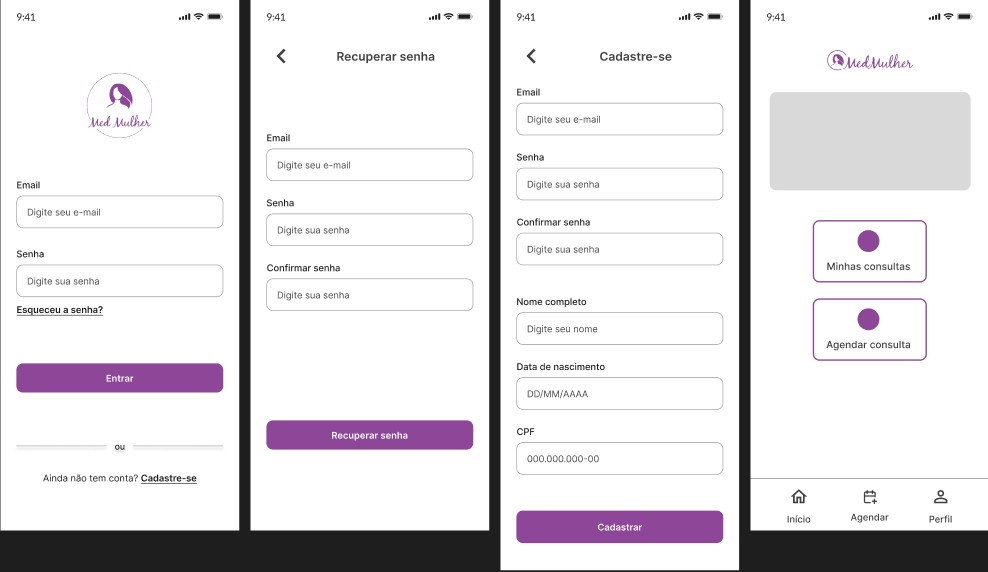 9:41
Med Mulher
Email
Digite seu e-mail
Senha
Digite sua senha
Esqueceu a senha?
Entrar
ou
Ainda não tem conta? Cadastre-se
9:41
Recuperar senha
Email
Digite seu e-mail
Senha
Digite sua senha
Confirmar senha
Digite sua senha
Recuperar senha
9:41
Cadastre-se
Email
Digite seu e-mail
Senha
Digite sua senha
Confirmar senha
Digite sua senha
Nome completo
Digite seu nome
Data de nascimento
DD/MM/AAAA
CPF
000.000.000-00
Cadastrar
9:41
MedMulher
Minhas consultas
Agendar consulta
Início
Agendar
Perfil